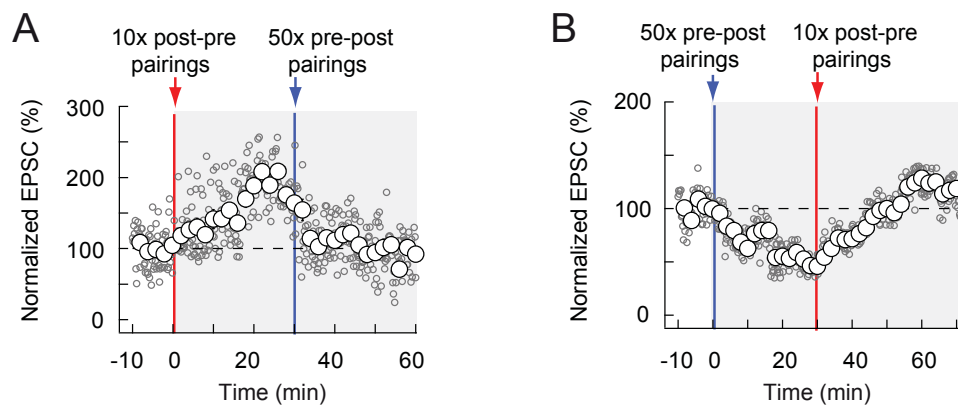 A
10x post-pre
pairings
50x pre-post
pairings
Normalized EPSC (%)
300
200
100
0
-10
0
20
40
60
Time (min)
B
50x pre-post
pairings
10x post-pre
pairings
Normalized EPSC (%)
200
100
0
-10
0
20
40
60
Time (min)